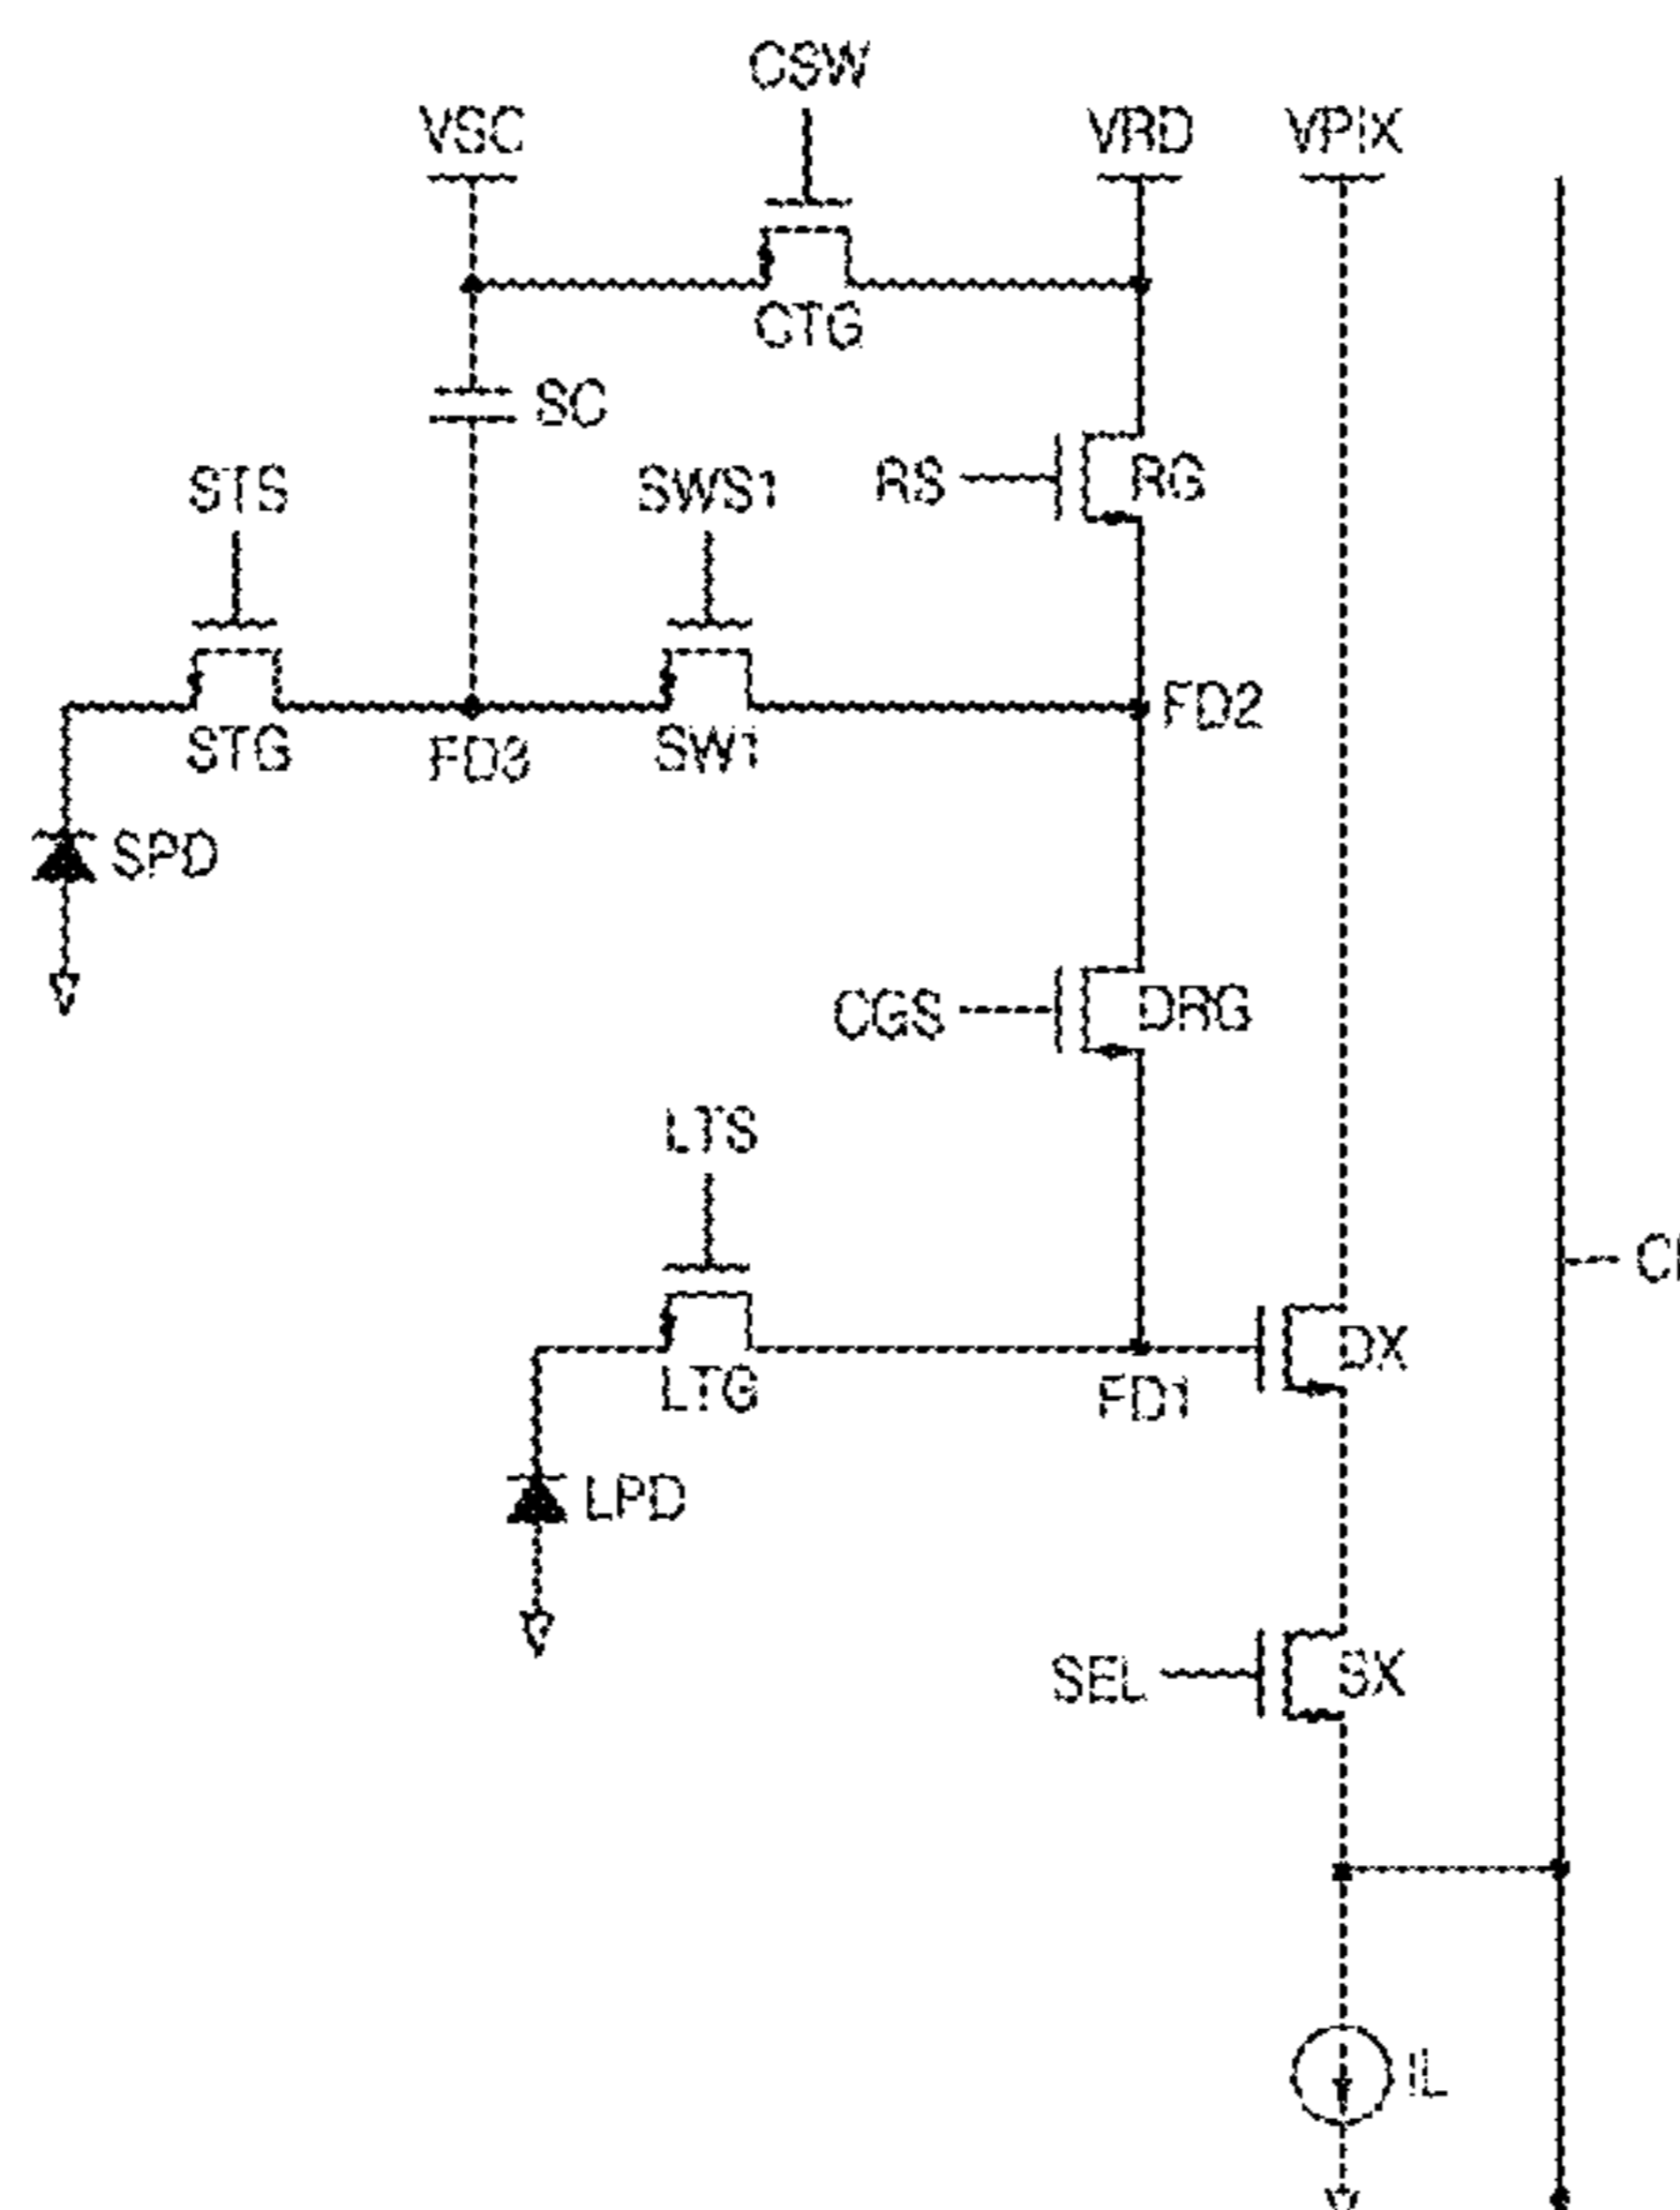 CSW
VSC
VRD
VPIX
CTG
SC
STS
SWS1
RS
RG
STG
FD3
SW1
FD2
SPD
CGS
DRG
LTS
LTG
FD1
DX
LPD
SEL
SX
IL